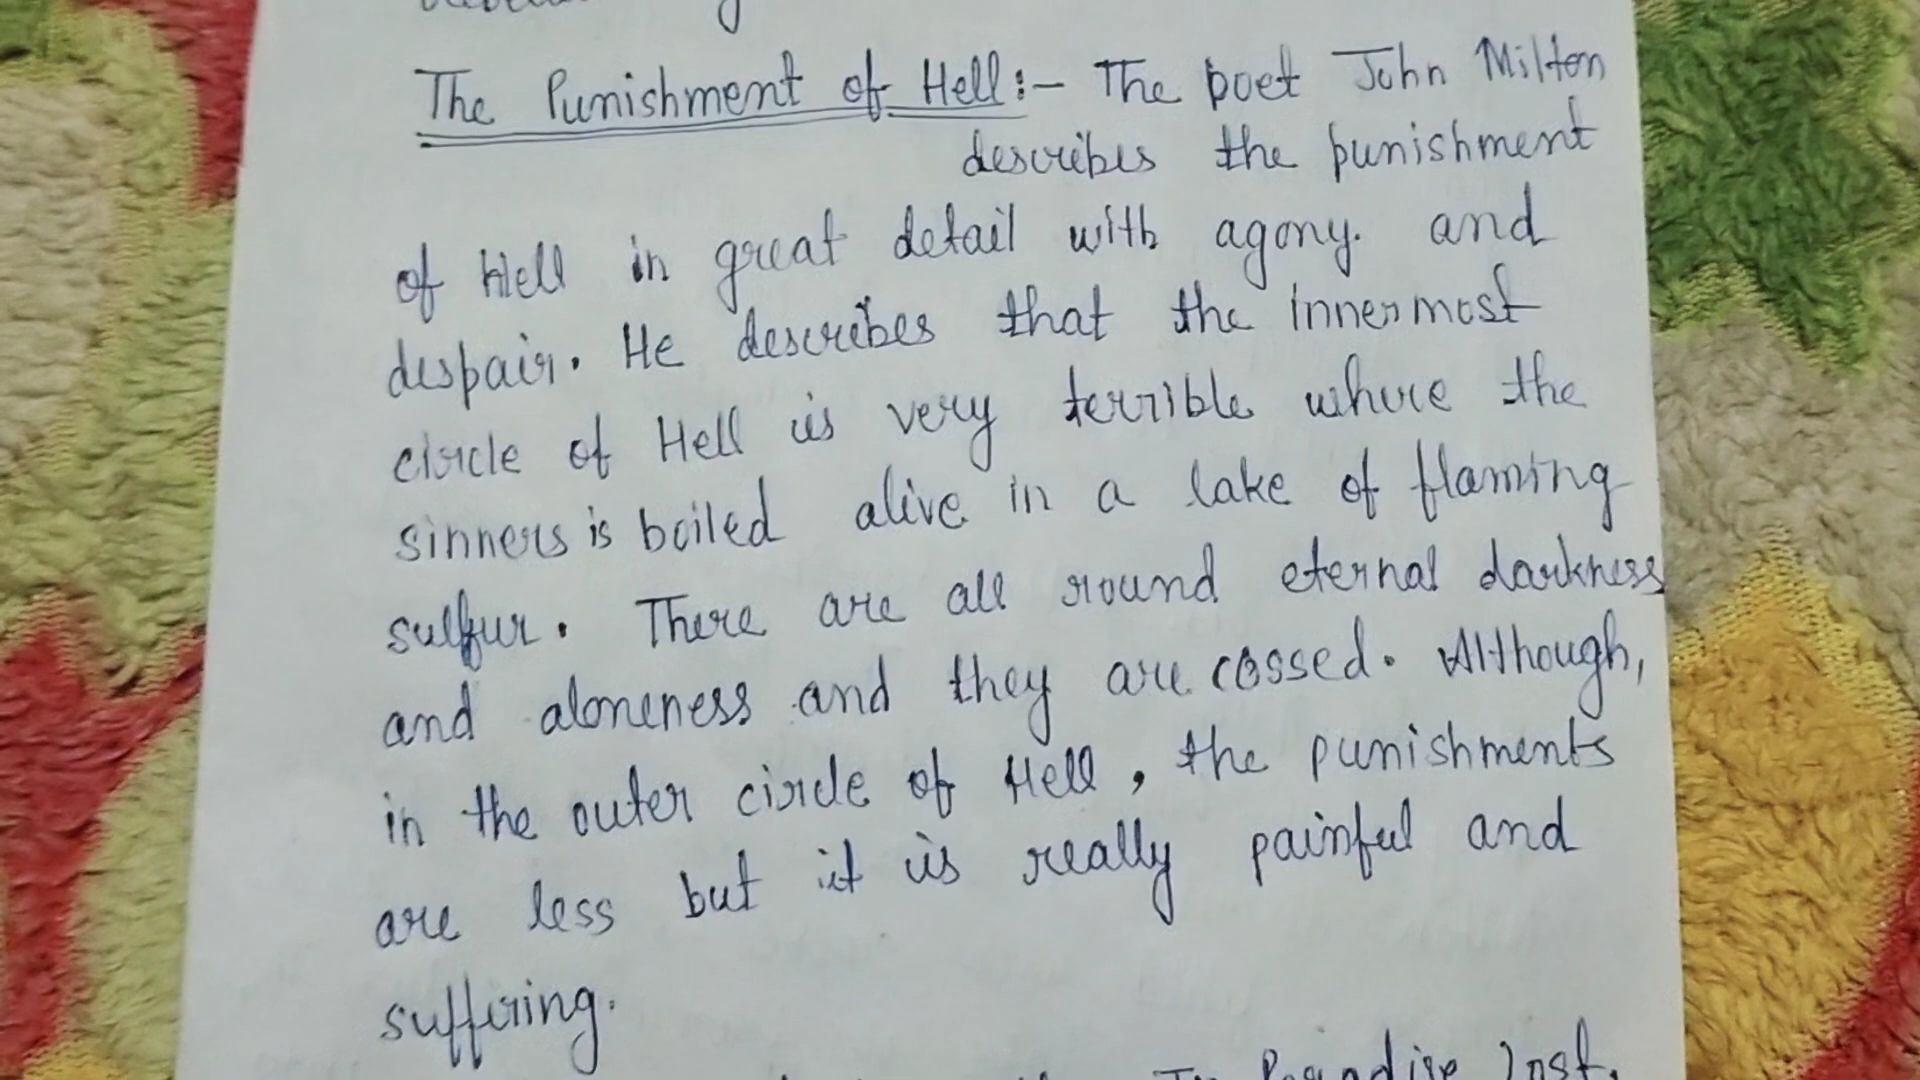 The Punishment of Hell:- The poet John Milton
describes the punishment
of Hell in great detail with agony. and
despair. He describes that the innermost
circle of Hell is very terrible where the
sinners is boiled alive in a lake of flaming
sulfur. There are all round eternal darkness
and aloneness and they are cossed. Although,
in the outer circle of Hell, the punishments
are less but it is really painful and
suffering.
In Paradise Lost,